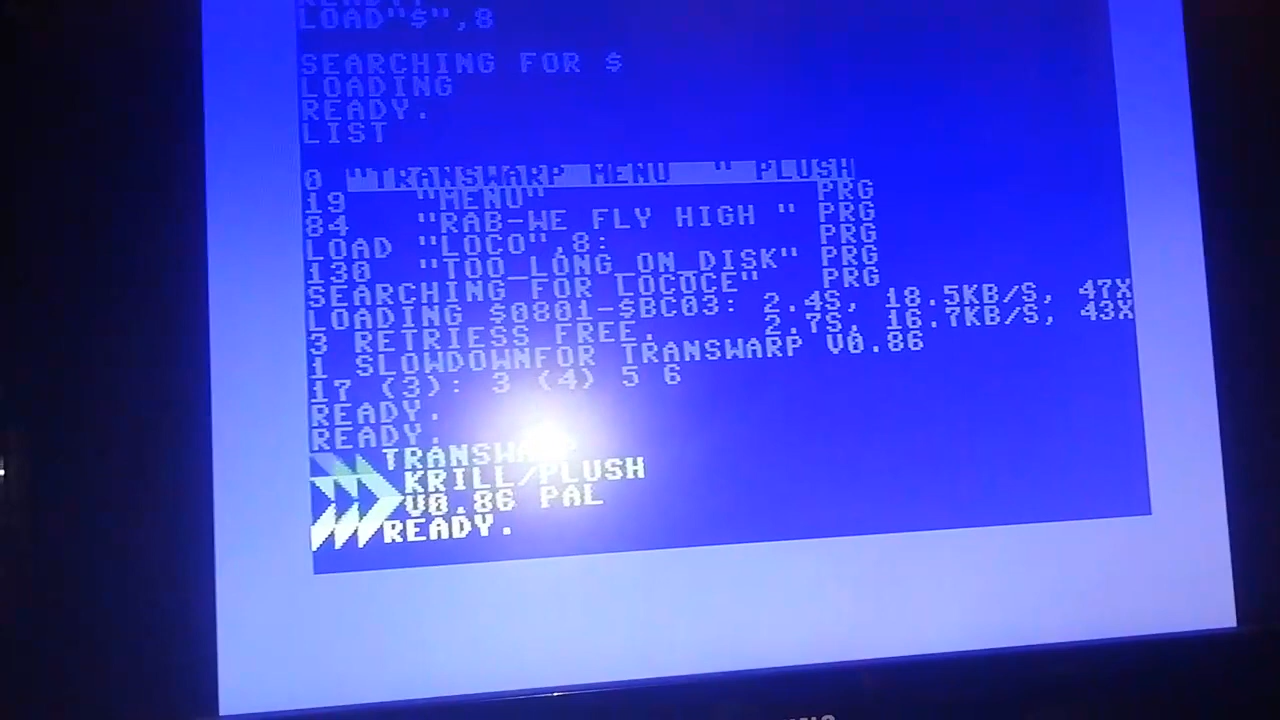 READY.
LOAD"$",8
SEARCHING FOR $
LOADING
READY.
LIST
0 "TRANSWARP MENU " PLUSH
19 "MENU" PRG
84 "RAB-WE FLY HIGH " PRG
LOAD "LOCO",8: PRG
130 "TOO_LONG_ON_DISK" PRG
SEARCHING FOR LOCOCE" PRG
LOADING $0801-$BC03: 2.4S, 18.5KB/S, 47X
3 RETRIESS FREE. 2.7S, 16.7KB/S, 43X
1 SLOWDOWNFOR TRANSWARP V0.86
17 (3): 3 (4) 5 6
READY.
READY.
TRANSWARP
KRILL/PLUSH
V0.86 PAL
READY.